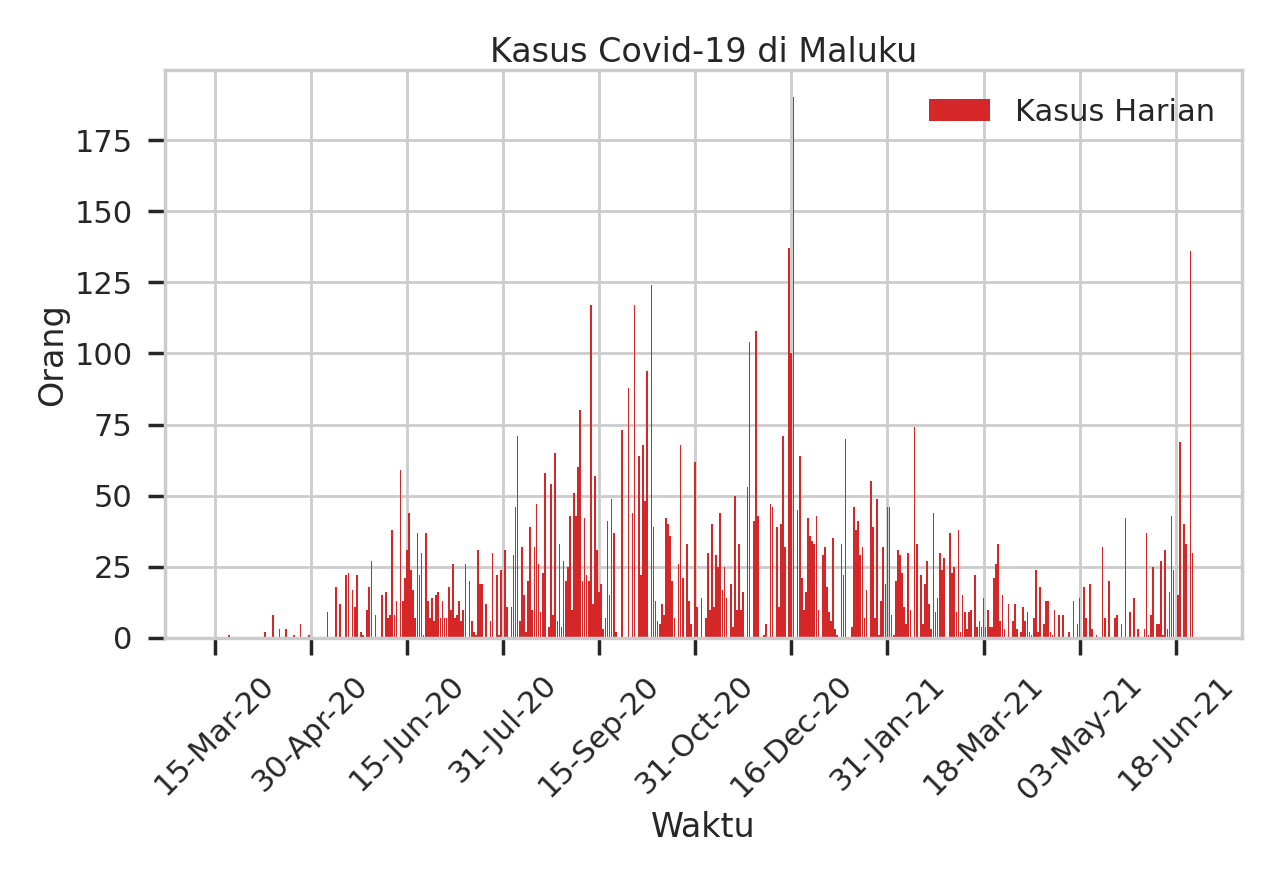 Kasus Covid-19 di Maluku
Kasus Harian
175
150
125
100
75
50
25
0
Orang
15-Mar-20
30-Apr-20
15-Jun-20
31-Jul-20
15-Sep-20
31-Oct-20
16-Dec-20
31-Jan-21
18-Mar-21
03-May-21
18-Jun-21
Waktu